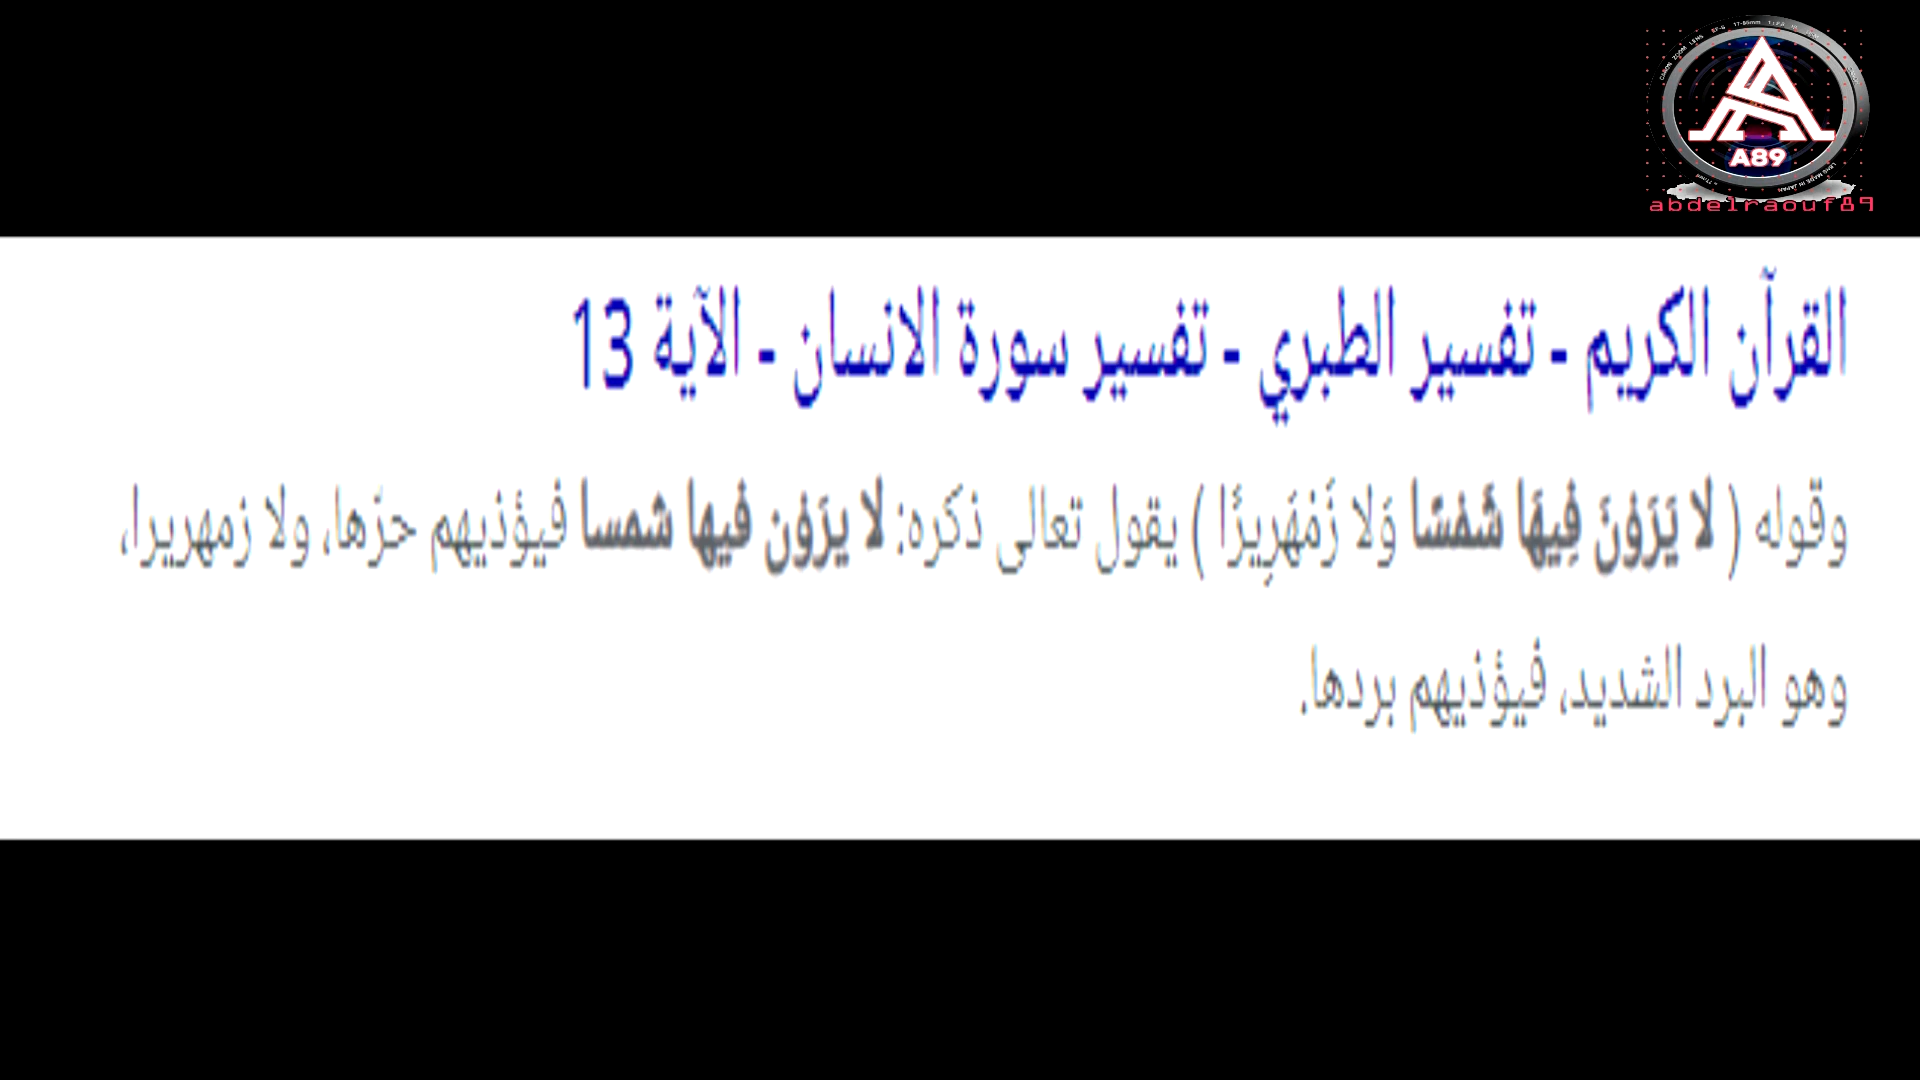 A89
abdelraouf89
القرآن الكريم - تفسير الطبري - تفسير سورة الانسان - الآية 13
وقوله ( لا يَرَوْنَ فِيهَا شَمْسًا وَلا زَمْهَرِيرًا ) يقول تعالى ذكره: لا يرَوْن فيها شمسا فيؤذيهم حرّها، ولا زمهريرا،
وهو البرد الشديد، فيؤذيهم بردها.